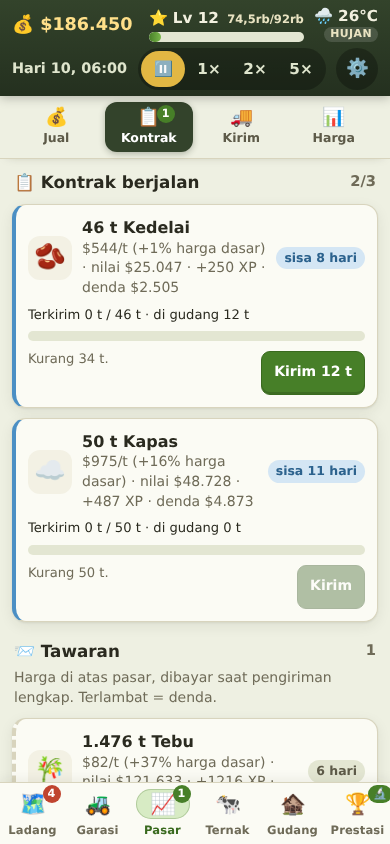 💰 $186.450
⭐ Lv 12 74,5rb/92rb
🌧️ 26°C
HUJAN
Hari 10, 06:00
⏸️ 1× 2× 5× ⚙️
Jual
1
Kontrak
Kirim
Harga
📋 Kontrak berjalan 2/3
46 t Kedelai
$544/t (+1% harga dasar)
· nilai $25.047 · +250 XP ·
denda $2.505
sisa 8 hari
Terkirim 0 t / 46 t · di gudang 12 t
Kurang 34 t.
Kirim 12 t
50 t Kapas
$975/t (+16% harga
dasar) · nilai $48.728 ·
+487 XP · denda $4.873
sisa 11 hari
Terkirim 0 t / 50 t · di gudang 0 t
Kurang 50 t.
Kirim
📨 Tawaran 1
Harga di atas pasar, dibayar saat pengiriman
lengkap. Terlambat = denda.
1.476 t Tebu
$82/t (+37% harga dasar) ·
nilai $121.633 · +1216 XP ·
6 hari
4
Ladang
Garasi
1
Pasar
Ternak
Gudang
Prestasi